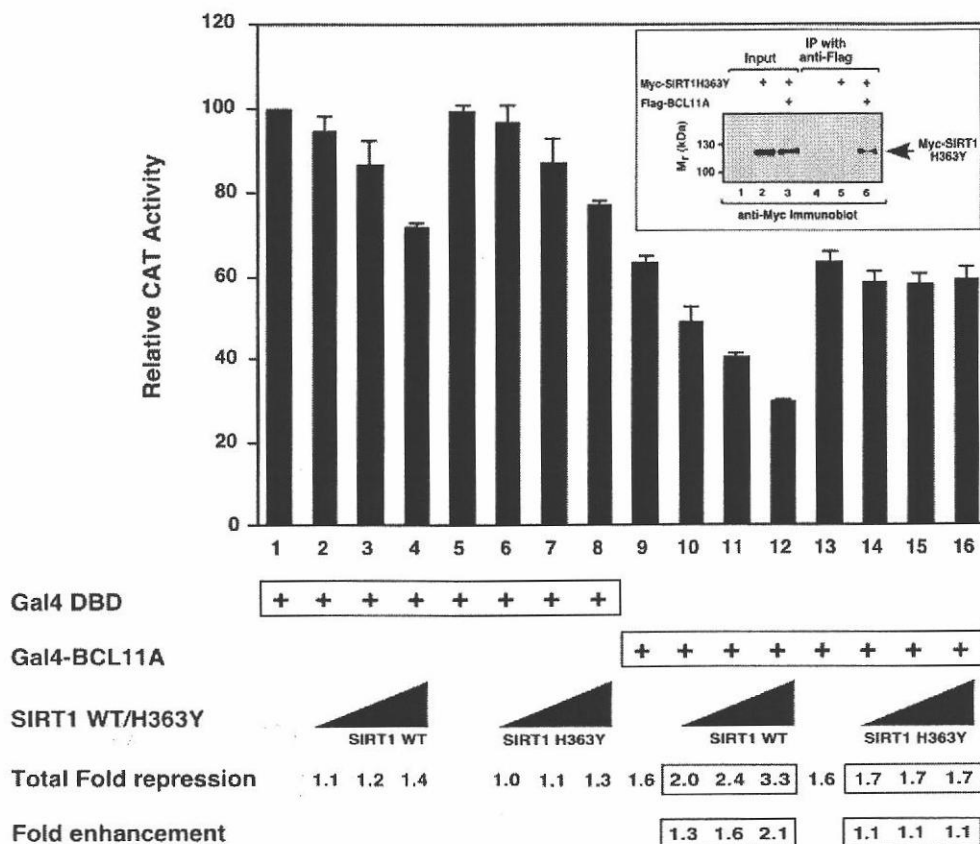 120
100
80
60
40
20
0
Relative CAT Activity
IP with
Input anti-Flag
Myc-SIRT1H363Y + + + +
Flag-BCL11A + +
Mr (kDa)
130
100
Myc-SIRT1
H363Y
1 2 3 4 5 6
anti-Myc Immunoblot
1 2 3 4 5 6 7 8 9 10 11 12 13 14 15 16
Gal4 DBD + + + + + + + +
Gal4-BCL11A + + + + + + + +
SIRT1 WT/H363Y
SIRT1 WT SIRT1 H363Y SIRT1 WT SIRT1 H363Y
Total Fold repression 1.1 1.2 1.4 1.0 1.1 1.3 1.6 2.0 2.4 3.3 1.6 1.7 1.7 1.7
Fold enhancement 1.3 1.6 2.1 1.1 1.1 1.1